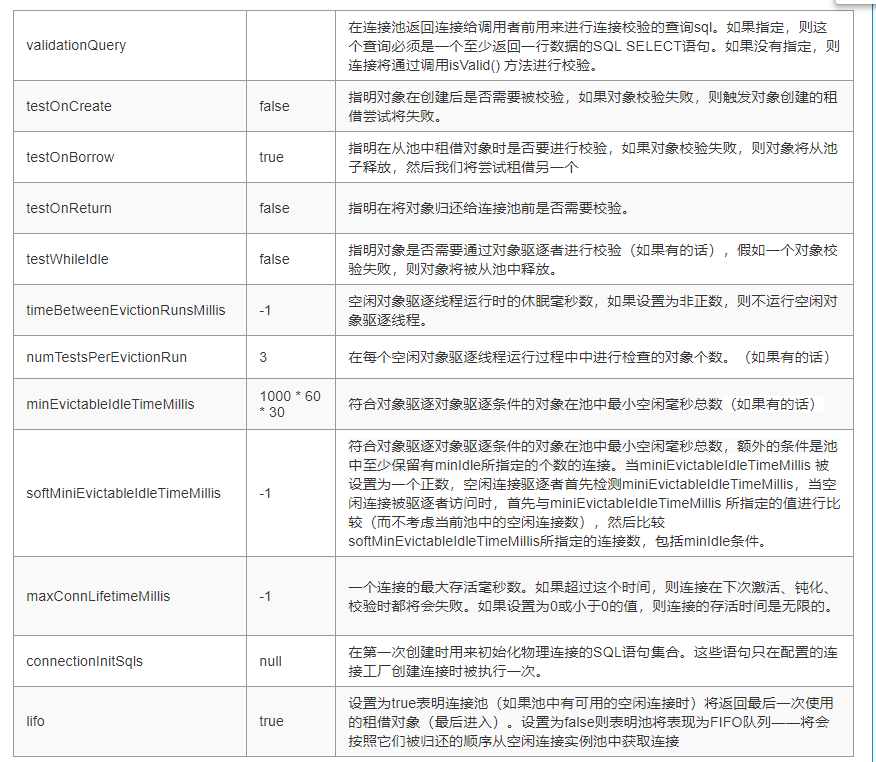 validationQuery
在连接池返回连接给调用者前用来进行连接校验的查询sql。如果指定，则这
个查询必须是一个至少返回一行数据的SQL SELECT语句。如果没有指定，则
连接将通过调用isValid() 方法进行校验。
testOnCreate
false
指明对象在创建后是否需要被校验，如果对象校验失败，则触发对象创建的租
借尝试将失败。
testOnBorrow
true
指明在从池中租借对象时是否要进行校验，如果对象校验失败，则对象将从池
子释放，然后我们将尝试租借另一个
testOnReturn
false
指明在将对象归还给连接池前是否需要校验。
testWhileIdle
false
指明对象是否需要通过对象驱逐者进行校验（如果有的话），假如一个对象校
验失败，则对象将被从池中释放。
timeBetweenEvictionRunsMillis
-1
空闲对象驱逐线程运行时的休眠毫秒数，如果设置为非正数，则不运行空闲对
象驱逐线程。
numTestsPerEvictionRun
3
在每个空闲对象驱逐线程运行过程中中进行检查的对象个数。（如果有的话）
minEvictableIdleTimeMillis
1000 * 60
* 30
符合对象驱逐对象驱逐条件的对象在池中最小空闲毫秒总数（如果有的话）
softMiniEvictableIdleTimeMillis
-1
符合对象驱逐对象驱逐条件的对象在池中最小空闲毫秒总数，额外的条件是池
中至少保留有minIdle所指定的个数的连接。当miniEvictableIdleTimeMillis 被
设置为一个正数，空闲连接驱逐者首先检测miniEvictableIdleTimeMillis，当空
闲连接被驱逐者访问时，首先与miniEvictableIdleTimeMillis 所指定的值进行比
较（而不考虑当前池中的空闲连接数），然后比较
softMinEvictableIdleTimeMillis所指定的连接数，包括minIdle条件。
maxConnLifetimeMillis
-1
一个连接的最大存活毫秒数。如果超过这个时间，则连接在下次激活、钝化、
校验时都将会失败。如果设置为0或小于0的值，则连接的存活时间是无限的。
connectionInitSqls
null
在第一次创建时用来初始化物理连接的SQL语句集合。这些语句只在配置的连
接工厂创建连接时被执行一次。
lifo
true
设置为true表明连接池（如果池中有可用的空闲连接时）将返回最后一次使用
的租借对象（最后进入）。设置为false则表明池将表现为FIFO队列——将会
按照它们被归还的顺序从空闲连接实例池中获取连接